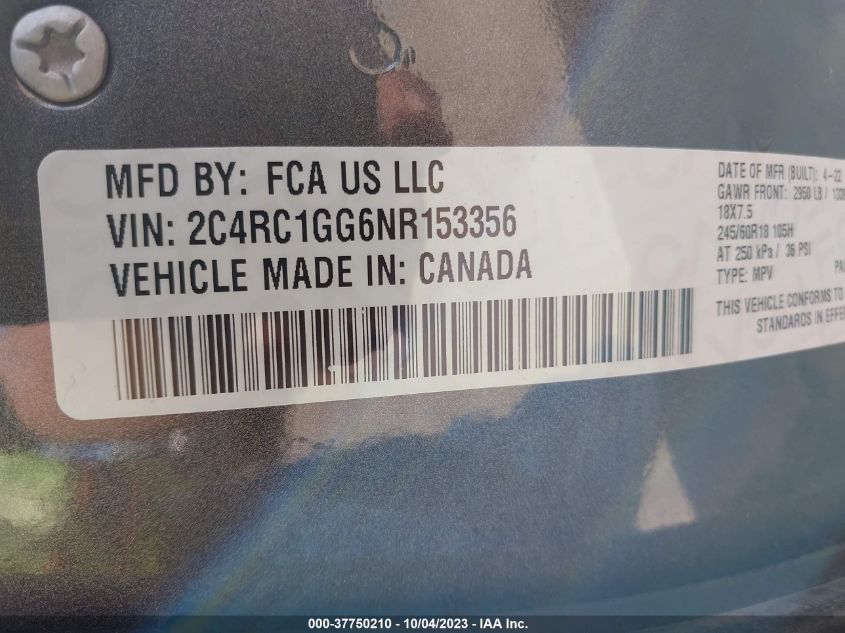 MFD BY: FCA US LLC
VIN: 2C4RC1GG6NR153356
VEHICLE MADE IN: CANADA
DATE OF MFR (BUILT): 4-22
GAWR FRONT: 2950 LB /
18X7.5
245/60R18 105H
AT 250 kPa / 36 PSI
TYPE: MPV
THIS VEHICLE CONFORMS TO
STANDARDS IN
000-37750210 - 10/04/2023 - IAA Inc.